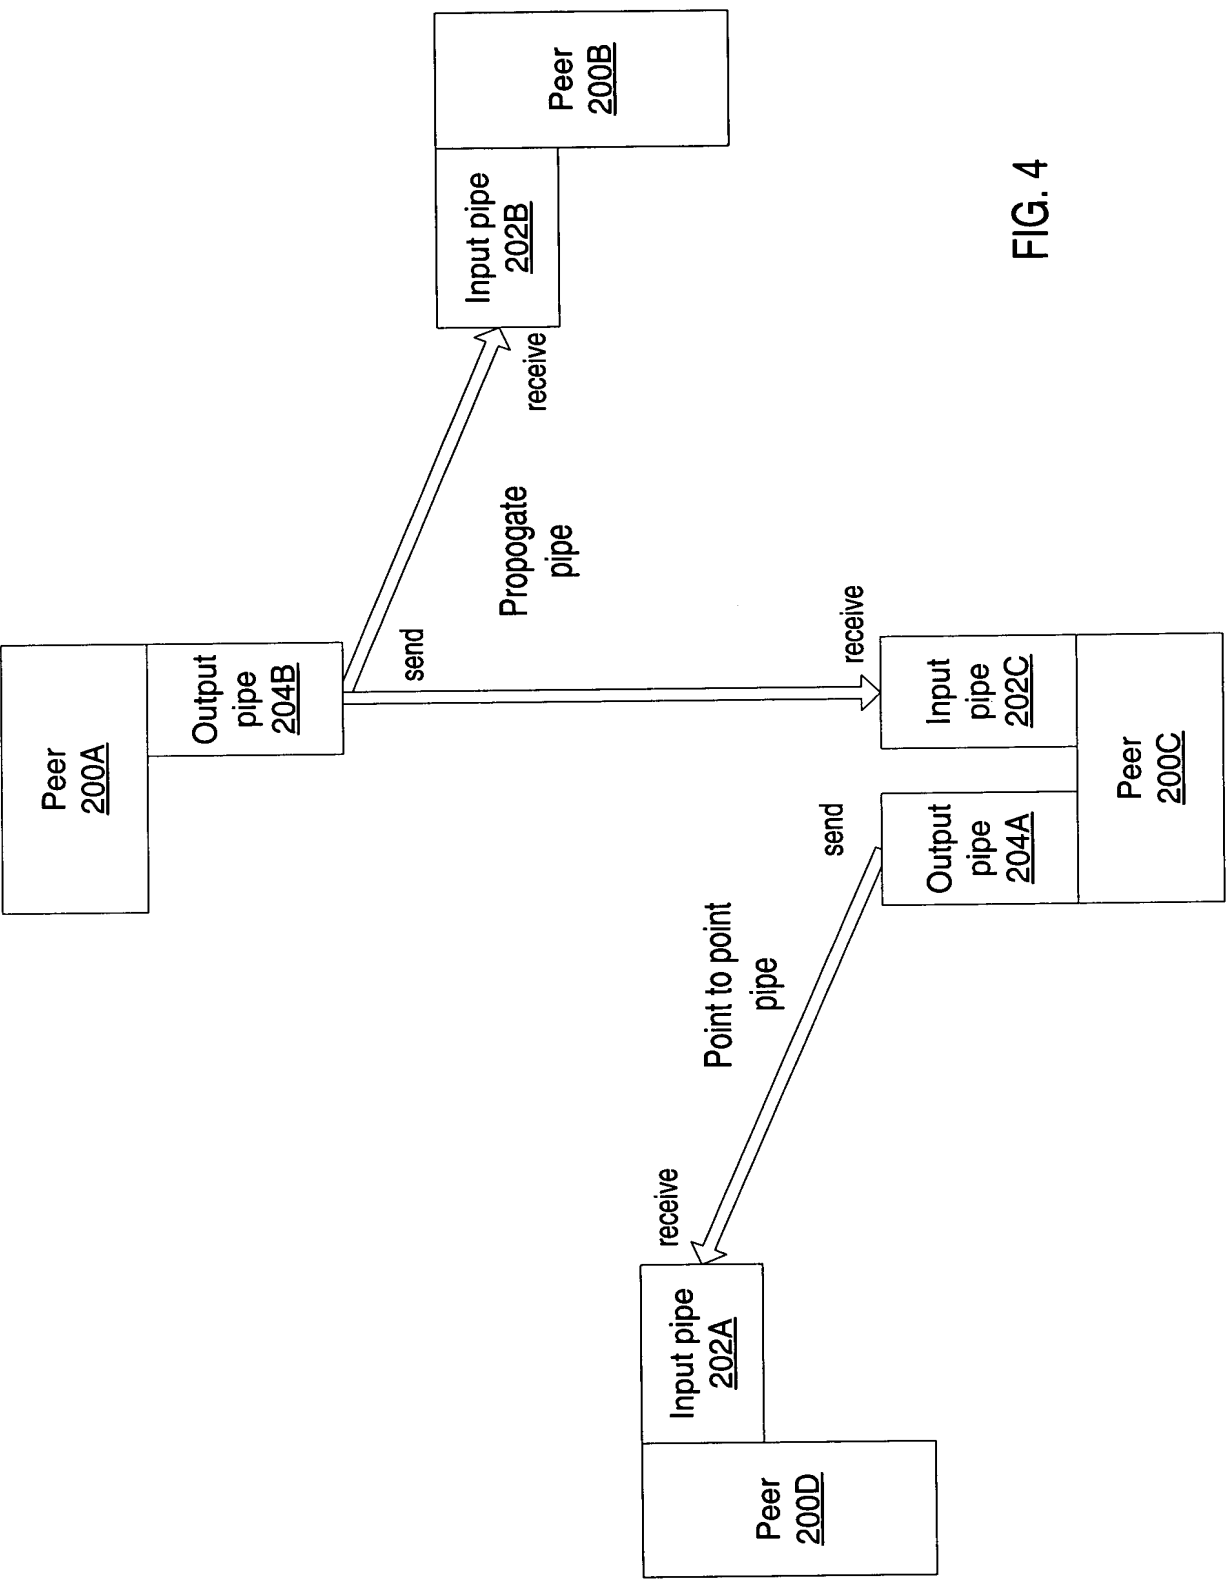 Peer
200D
Input pipe
202A
receive
Point to point
pipe
send
Output
pipe
204A
Peer
200C
Input
pipe
202C
receive
Peer
200A
Output
pipe
204B
send
Propogate
pipe
receive
Input pipe
202B
Peer
200B
FIG. 4